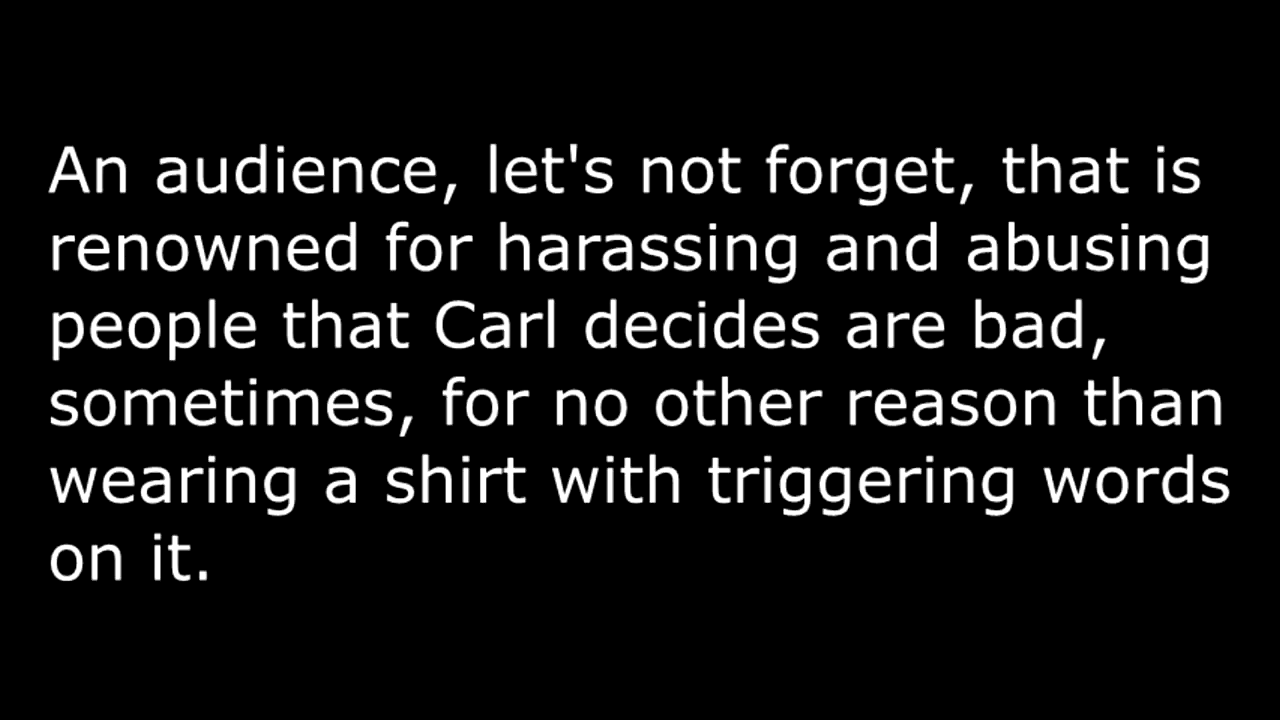 An audience, let's not forget, that is
renowned for harassing and abusing
people that Carl decides are bad,
sometimes, for no other reason than
wearing a shirt with triggering words
on it.